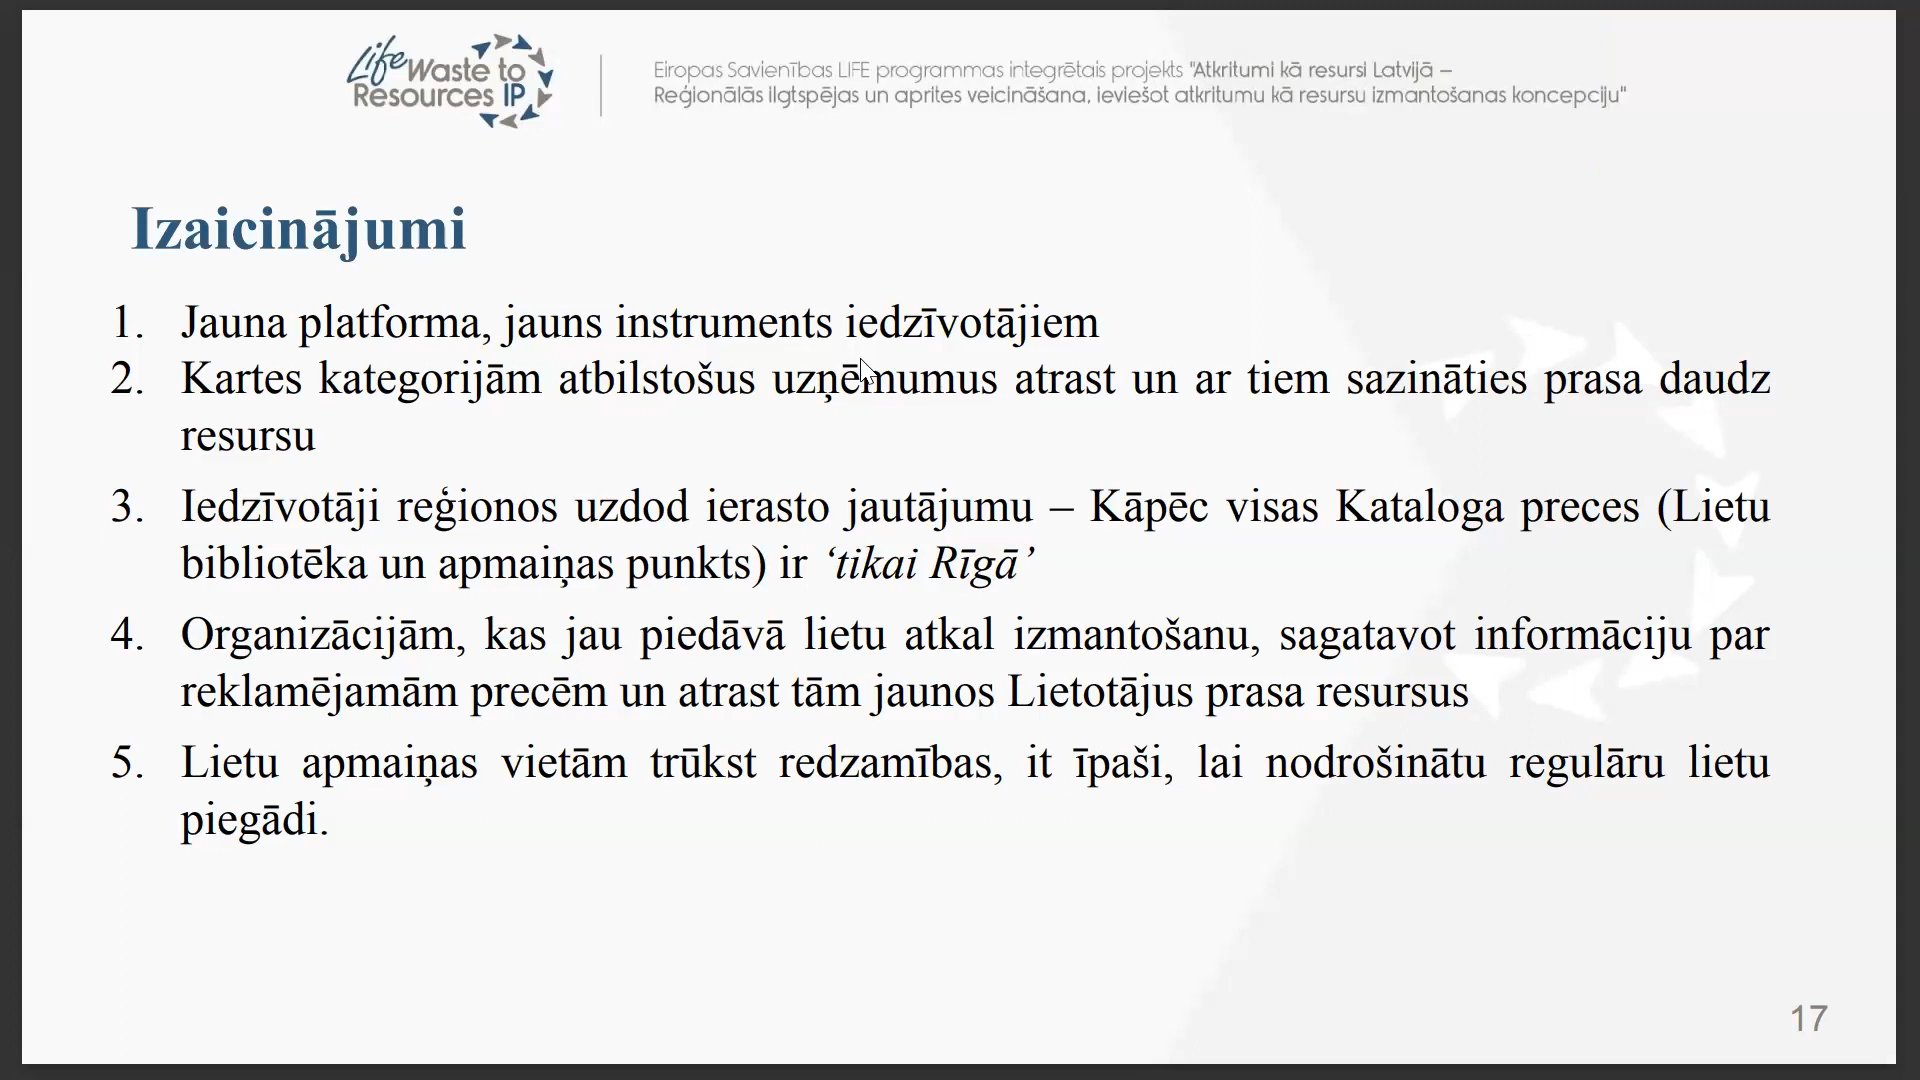 Life Waste to
Resources IP
Eiropas Savienības LIFE programmas integrētais projekts "Atkritumi kā resursi Latvijā –
Reģionālās ilgtspējas un aprites veicināšana, ieviešot atkritumu kā resursu izmantošanas koncepciju"
Izaicinājumi
1. Jauna platforma, jauns instruments iedzīvotājiem
2. Kartes kategorijām atbilstošus uzņēmumus atrast un ar tiem sazināties prasa daudz
resursu
3. Iedzīvotāji reģionos uzdod ierasto jautājumu – Kāpēc visas Kataloga preces (Lietu
bibliotēka un apmaiņas punkts) ir ‘tikai Rīgā’
4. Organizācijām, kas jau piedāvā lietu atkal izmantošanu, sagatavot informāciju par
reklamējamām precēm un atrast tām jaunos Lietotājus prasa resursus
5. Lietu apmaiņas vietām trūkst redzamības, it īpaši, lai nodrošinātu regulāru lietu
piegādi.
17